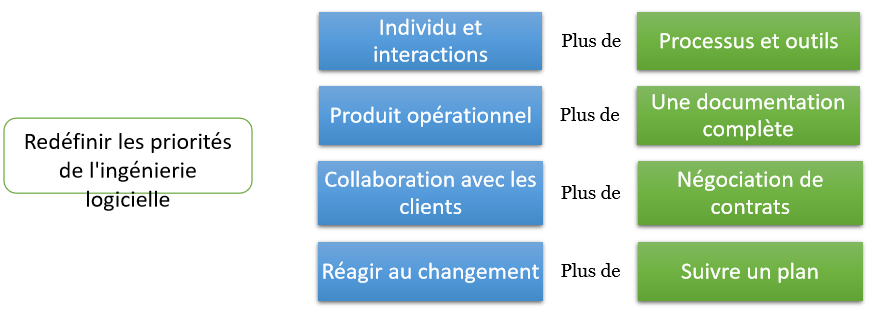 Individu et
interactions
Plus de
Processus et outils
Produit opérationnel
Plus de
Une documentation
complète
Redéfinir les priorités
de l'ingénierie
logicielle
Collaboration avec les
clients
Plus de
Négociation de
contrats
Réagir au changement
Plus de
Suivre un plan